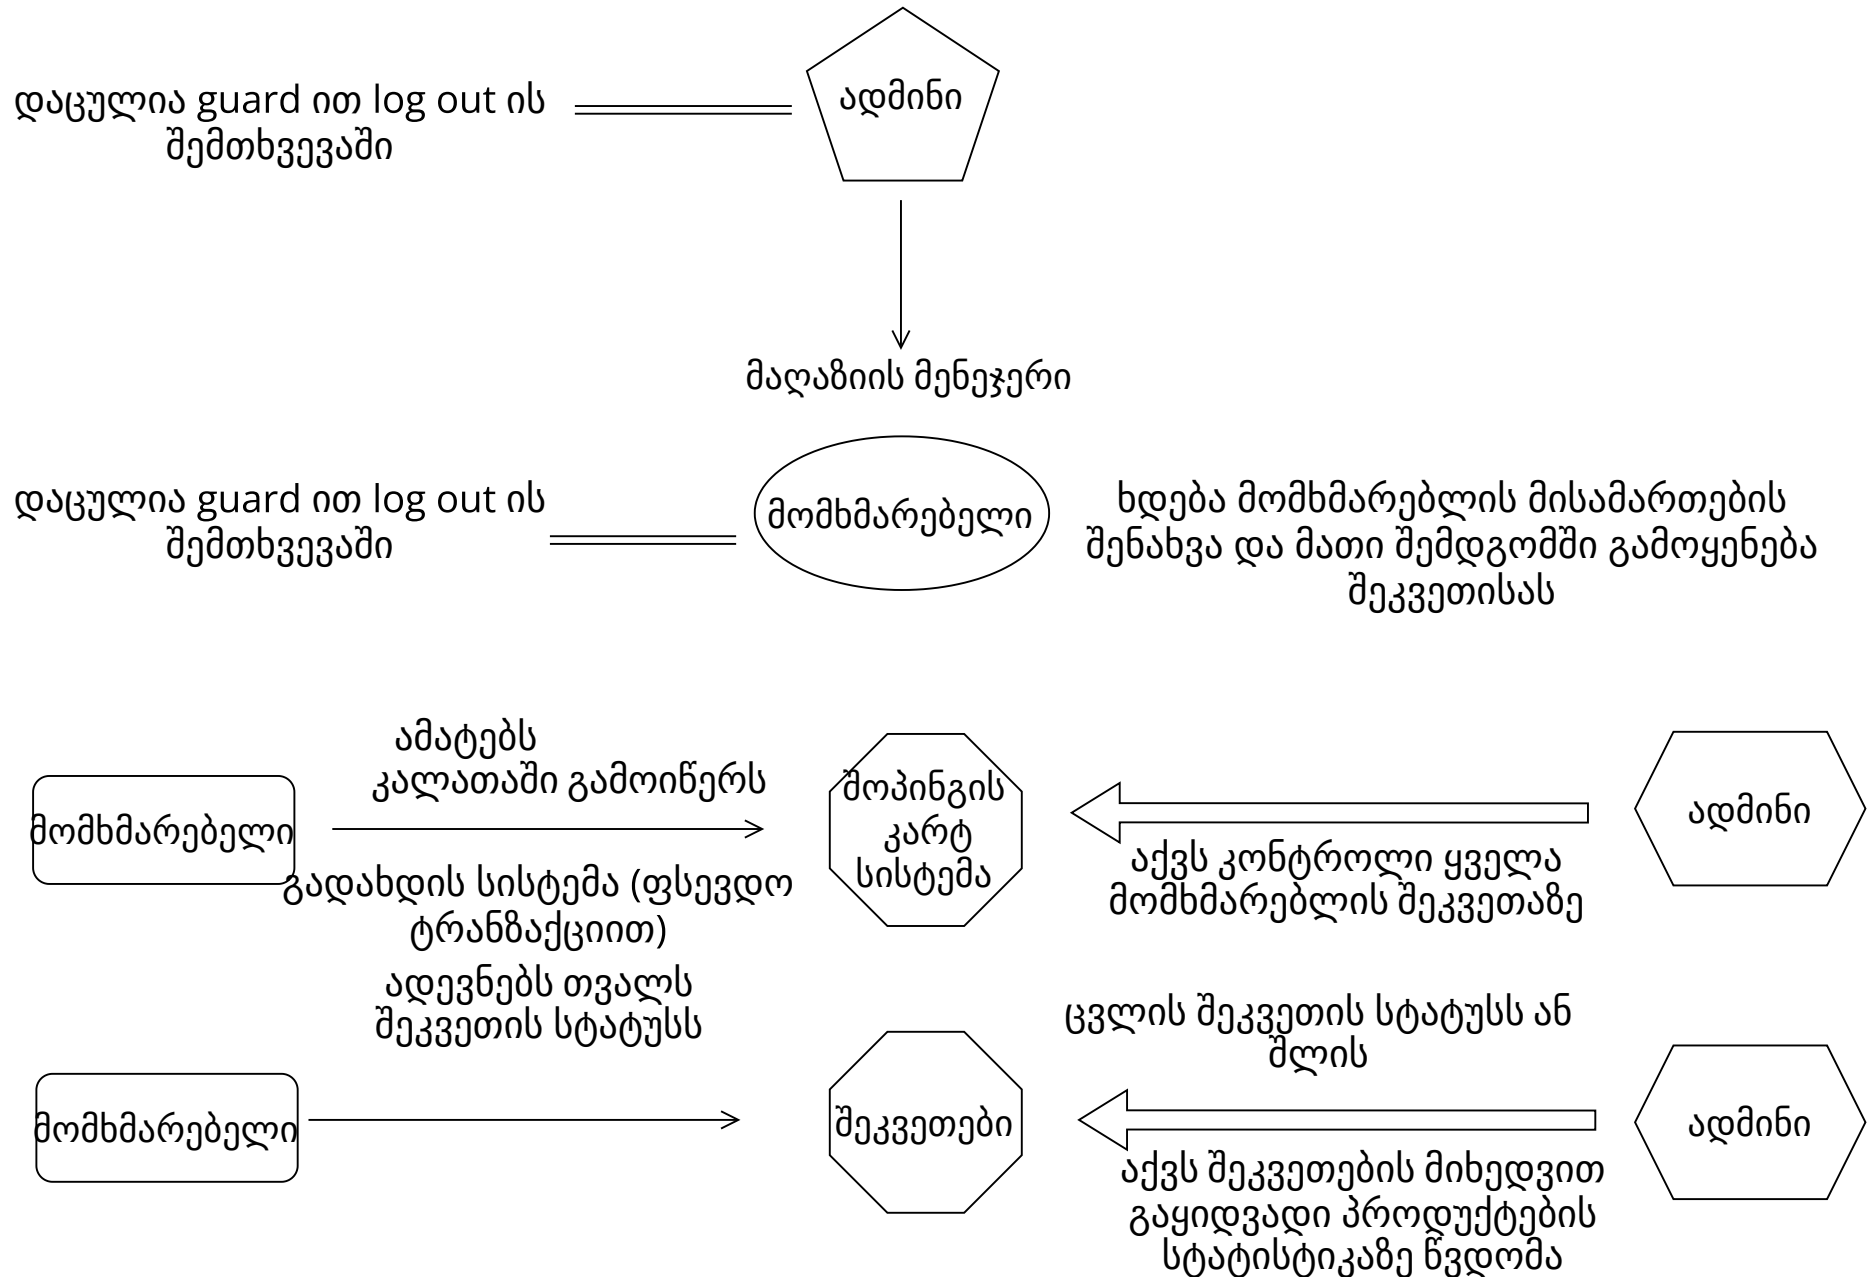 დაცულია guard ით log out ის
შემთხვევაში
ადმინი
მაღაზიის მენეჯერი
დაცულია guard ით log out ის
შემთხვევაში
მომხმარებელი
ხდება მომხმარებლის მისამართების
შენახვა და მათი შემდგომში გამოყენება
შეკვეთისას
მომხმარებელი
ამატებს
კალათაში გამოიწერს
გადახდის სისტემა (ფსევდო
ტრანზაქციით)
შოპინგის
კარტ
სისტემა
აქვს კონტროლი ყველა
მომხმარებლის შეკვეთაზე
ადმინი
მომხმარებელი
ადევნებს თვალს
შეკვეთის სტატუსს
შეკვეთები
ცვლის შეკვეთის სტატუსს ან
შლის
აქვს შეკვეთების მიხედვით
გაყიდვადი პროდუქტების
სტატისტიკაზე წვდომა
ადმინი